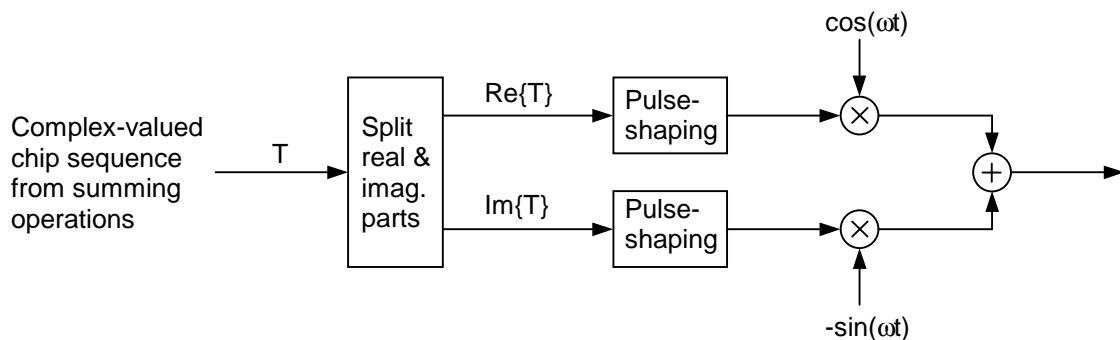 cos(ωt)
Complex-valued
chip sequence
from summing
operations
T
Split
real &
imag.
parts
Re{T}
Pulse-
shaping
Im{T}
Pulse-
shaping
-sin(ωt)